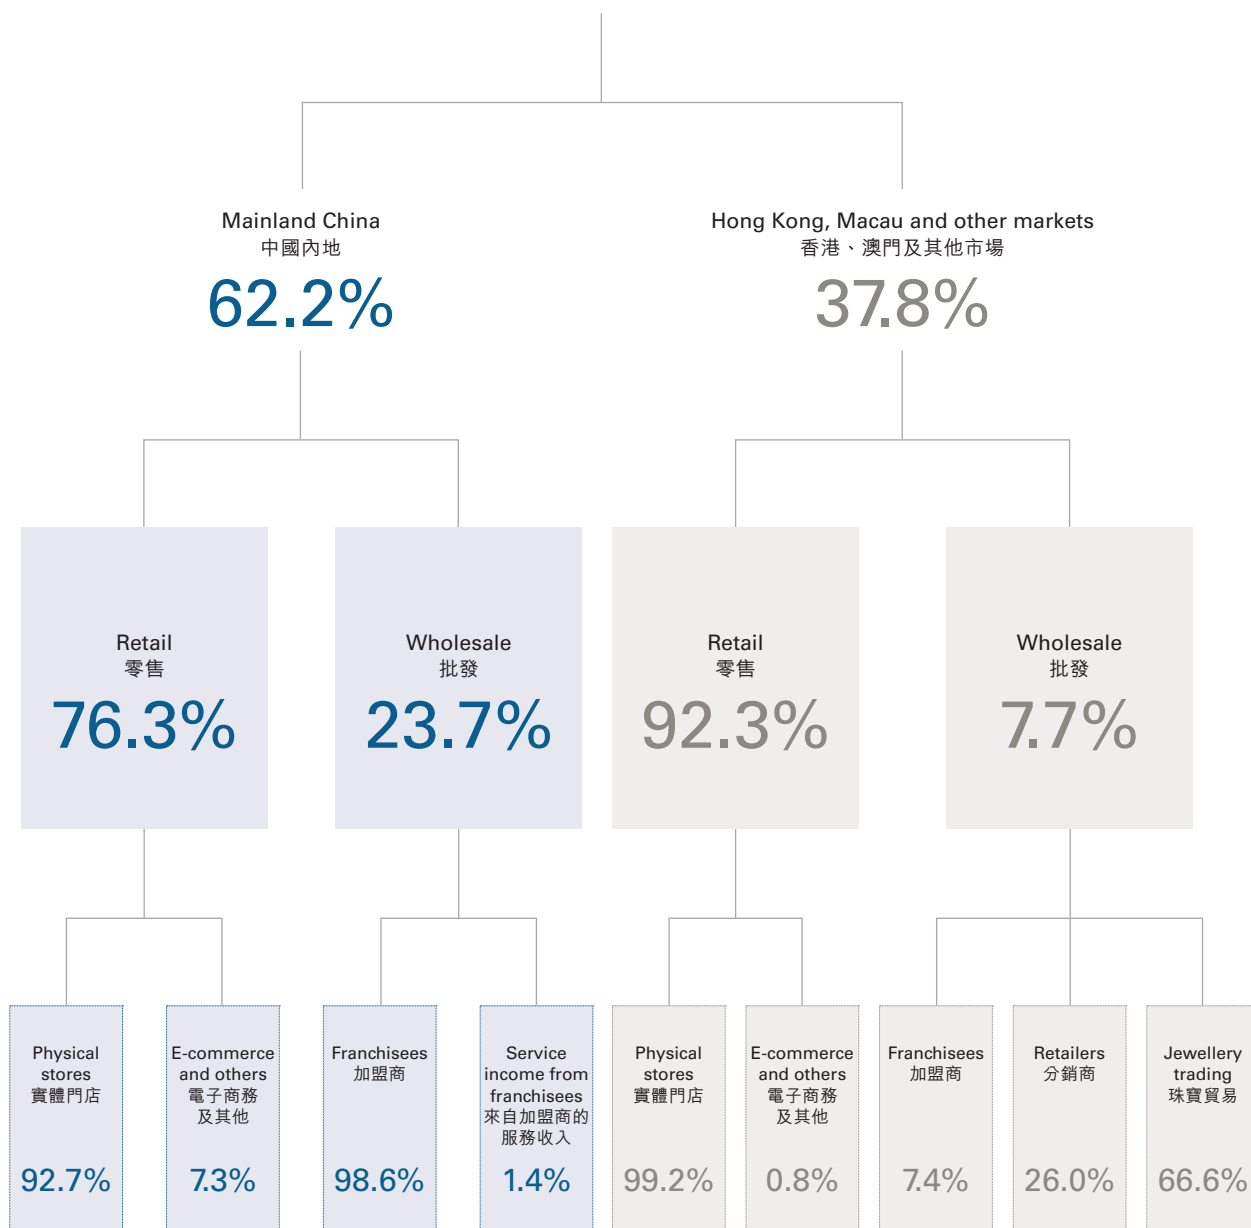 Mainland China
中國內地
62.2%
Hong Kong, Macau and other markets
香港、澳門及其他市場
37.8%
Retail
零售
76.3%
Wholesale
批發
23.7%
Retail
零售
92.3%
Wholesale
批發
7.7%
Physical
stores
實體門店
92.7%
E-commerce
and others
電子商務
及其他
7.3%
Franchisees
加盟商
98.6%
Service
income from
franchisees
來自加盟商的
服務收入
1.4%
Physical
stores
實體門店
99.2%
E-commerce
and others
電子商務
及其他
0.8%
Franchisees
加盟商
7.4%
Retailers
分銷商
26.0%
Jewellery
trading
珠寶貿易
66.6%